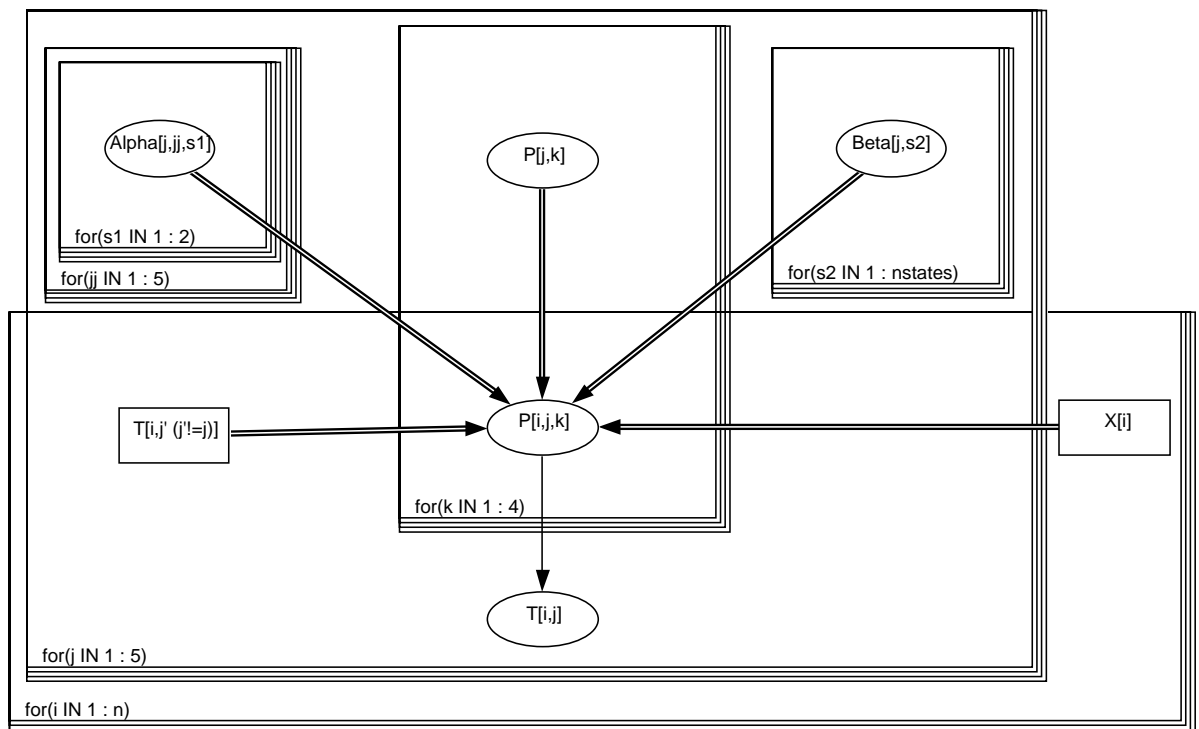 Alpha[j,jj,s1]
P[j,k]
Beta[j,s2]
for(s1 IN 1 : 2)
for(jj IN 1 : 5)
for(s2 IN 1 : nstates)
T[i,j' (j'!=j)]
P[i,j,k]
X[i]
for(k IN 1 : 4)
T[i,j]
for(j IN 1 : 5)
for(i IN 1 : n)